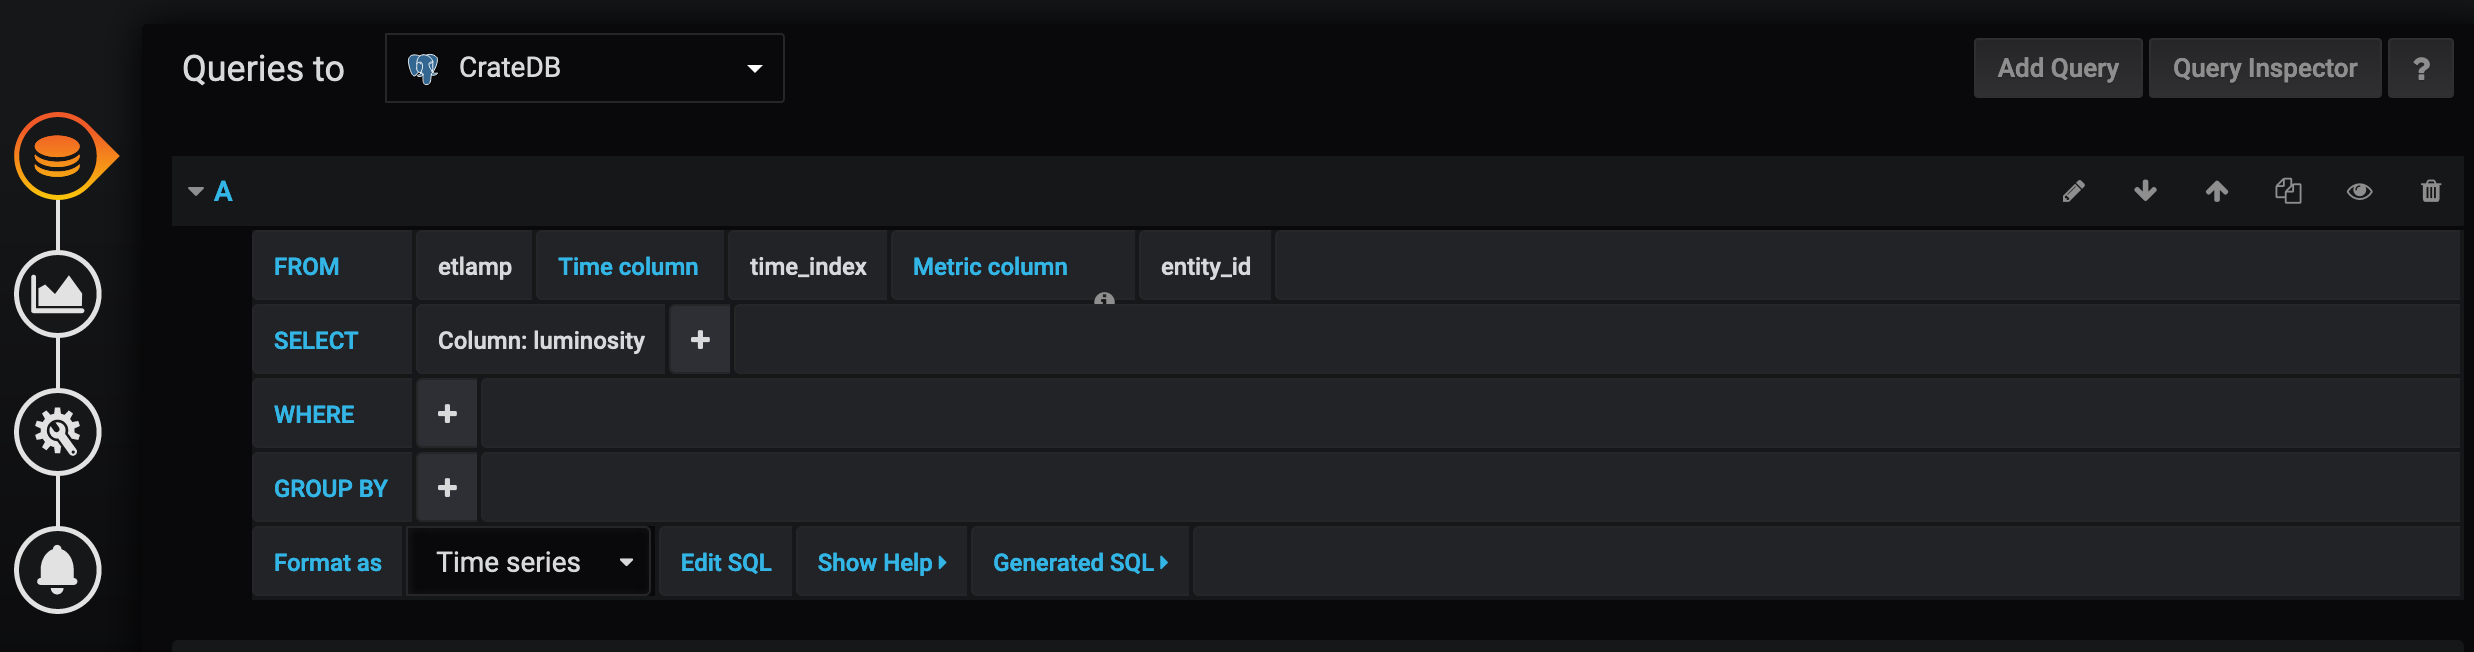 Queries to CrateDB Add Query Query Inspector ?
A
FROM etlamp Time column time_index Metric column entity_id
SELECT Column: luminosity +
WHERE +
GROUP BY +
Format as Time series Edit SQL Show Help Generated SQL